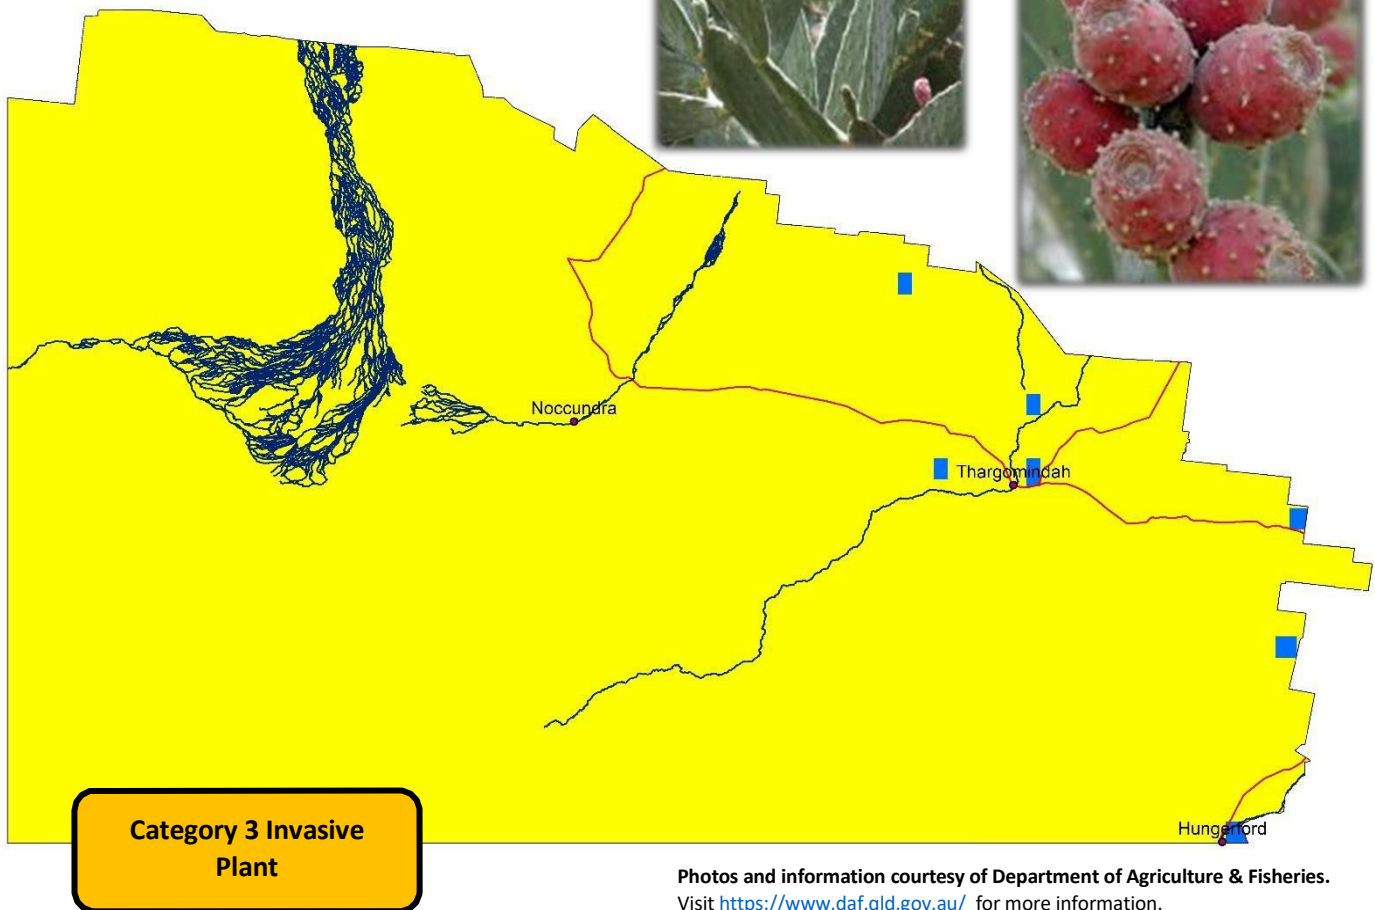 Noccundra
Thargomindah
Hungerford
Category 3 Invasive
Plant
Photos and information courtesy of Department of Agriculture & Fisheries.
Visit https://www.daf.qld.gov.au/ for more information.